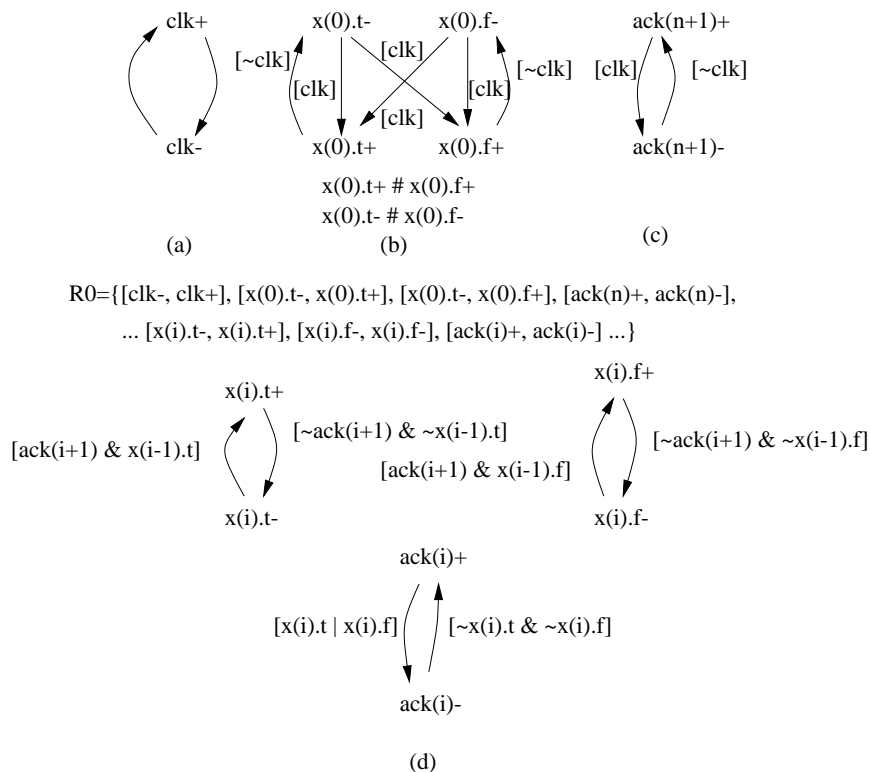 clk+ x(0).t- x(0).f- ack(n+1)+
[~clk] [clk] [clk] [~clk] [clk] [~clk]
[clk] [clk]
clk- x(0).t+ x(0).f+ ack(n+1)-
x(0).t+ # x(0).f+
x(0).t- # x(0).f-
(a) (b) (c)
R0={[clk-, clk+], [x(0).t-, x(0).t+], [x(0).t-, x(0).f+], [ack(n)+, ack(n)-],
... [x(i).t-, x(i).t+], [x(i).f-, x(i).f-], [ack(i)+, ack(i)-] ...}
x(i).t+ x(i).f+
[ack(i+1) & x(i-1).t] [~ack(i+1) & ~x(i-1).t]
[ack(i+1) & x(i-1).f] [~ack(i+1) & ~x(i-1).f]
x(i).t- x(i).f-
ack(i)+
[x(i).t | x(i).f] [~x(i).t & ~x(i).f]
ack(i)-
(d)